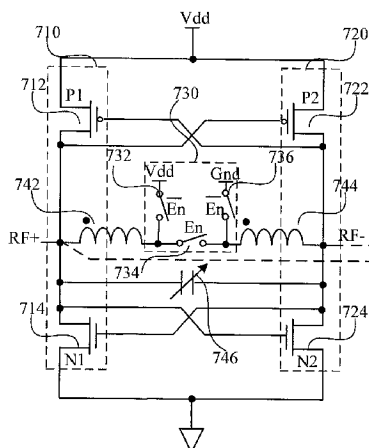 Vdd
710
720
P1
P2
712
722
730
732
736
Vdd
Gnd
742
744
En
En
En
RF+
RF-
734
746
714
724
N1
N2